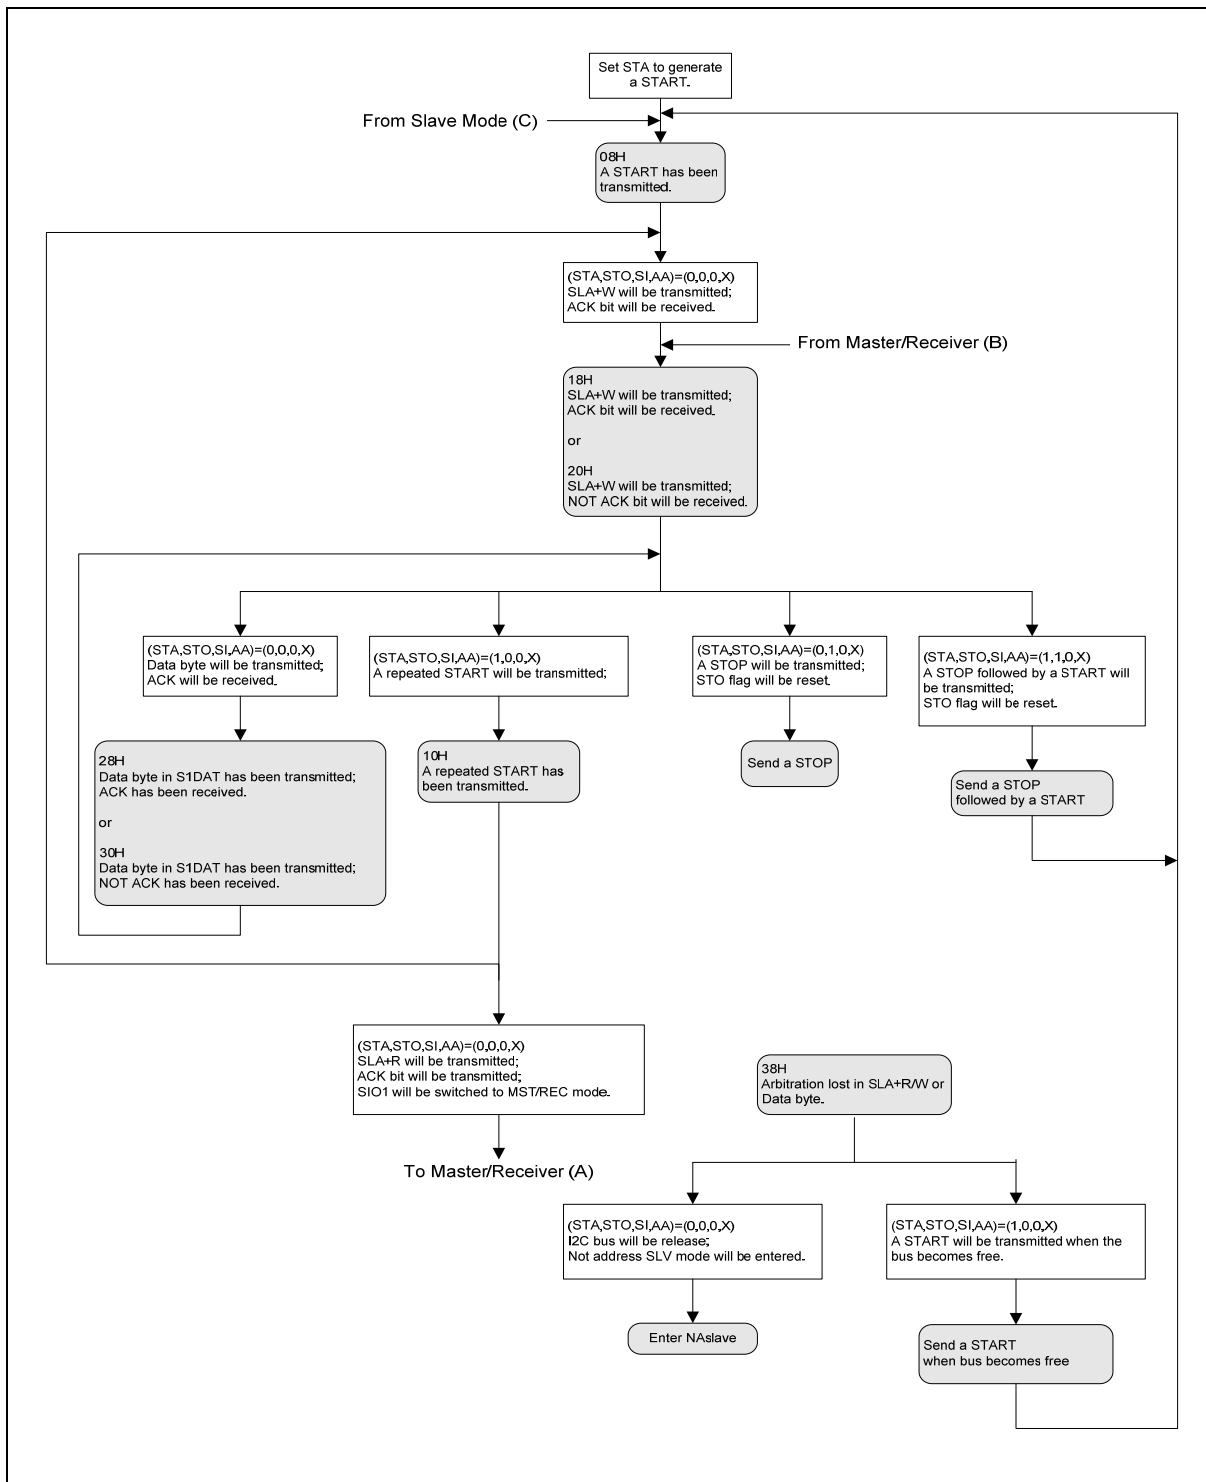 Set STA to generate
a START.
From Slave Mode (C)
08H
A START has been
transmitted.
(STA,STO,SI,AA)=(0,0,0,X)
SLA+W will be transmitted;
ACK bit will be received.
From Master/Receiver (B)
18H
SLA+W will be transmitted;
ACK bit will be received.
or
20H
SLA+W will be transmitted;
NOT ACK bit will be received.
(STA,STO,SI,AA)=(0,0,0,X)
Data byte will be transmitted;
ACK will be received.
(STA,STO,SI,AA)=(1,0,0,X)
A repeated START will be transmitted;
(STA,STO,SI,AA)=(0,1,0,X)
A STOP will be transmitted;
STO flag will be reset.
(STA,STO,SI,AA)=(1,1,0,X)
A STOP followed by a START will
be transmitted;
STO flag will be reset.
28H
Data byte in S1DAT has been transmitted;
ACK has been received.
or
30H
Data byte in S1DAT has been transmitted;
NOT ACK has been received.
10H
A repeated START has
been transmitted.
Send a STOP
Send a STOP
followed by a START
(STA,STO,SI,AA)=(0,0,0,X)
SLA+R will be transmitted;
ACK bit will be transmitted;
SIO1 will be switched to MST/REC mode.
To Master/Receiver (A)
38H
Arbitration lost in SLA+R/W or
Data byte.
(STA,STO,SI,AA)=(0,0,0,X)
I2C bus will be release;
Not address SLV mode will be entered.
(STA,STO,SI,AA)=(1,0,0,X)
A START will be transmitted when the
bus becomes free.
Enter NAslave
Send a START
when bus becomes free